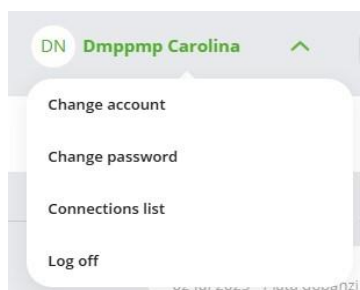 DN Dmppmp Carolina
Change account
Change password
Connections list
Log off